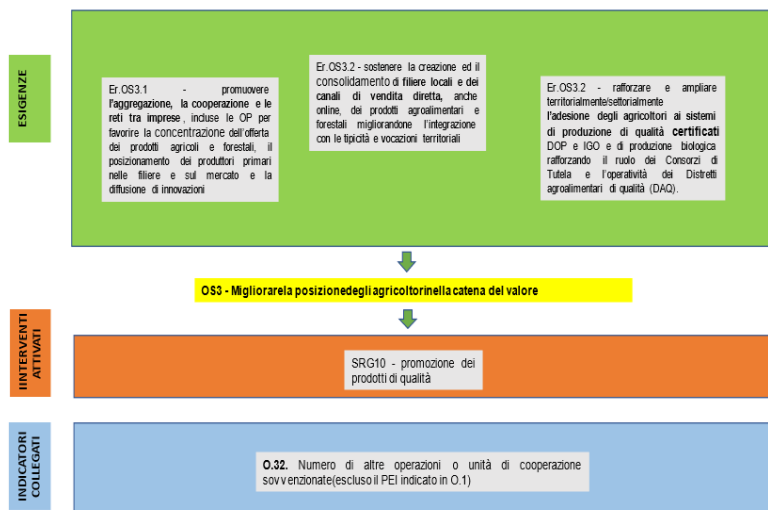 ESIGENZE
Er.OS3.1 - promuovere
l'aggregazione, la cooperazione e le
reti tra imprese, incluse le OP per
favorire la concentrazione dell'offerta
dei prodotti agricoli e forestali, il
posizionamento dei produttori primari
nelle filiere e sul mercato e la
diffusione di innovazioni
Er.OS3.2 - sostenere la creazione ed il
consolidamento di filiere locali e dei
canali di vendita diretta, anche
online, dei prodotti agroalimentari e
forestali migliorandone l'integrazione
con le tipicità e vocazioni territoriali
Er.OS3.2 - rafforzare e ampliare
territorialmente/settorialmente
l'adesione degli agricoltori ai sistemi
di produzione di qualità certificati
DOP e IGO e di produzione biologica
rafforzando il ruolo dei Consorzi di
Tutela e l'operatività dei Distretti
agroalimentari di qualità (DAQ).
OS3 - Migliorarela posizionedegli agricoltorinella catena del valore
IINTERVENTI
ATTIVATI
SRG10 - promozione dei
prodotti di qualità
INDICATORI
COLLEGATI
O.32. Numero di altre operazioni o unità di cooperazione
sovvenzionate(escluso il PEI indicato in O.1)